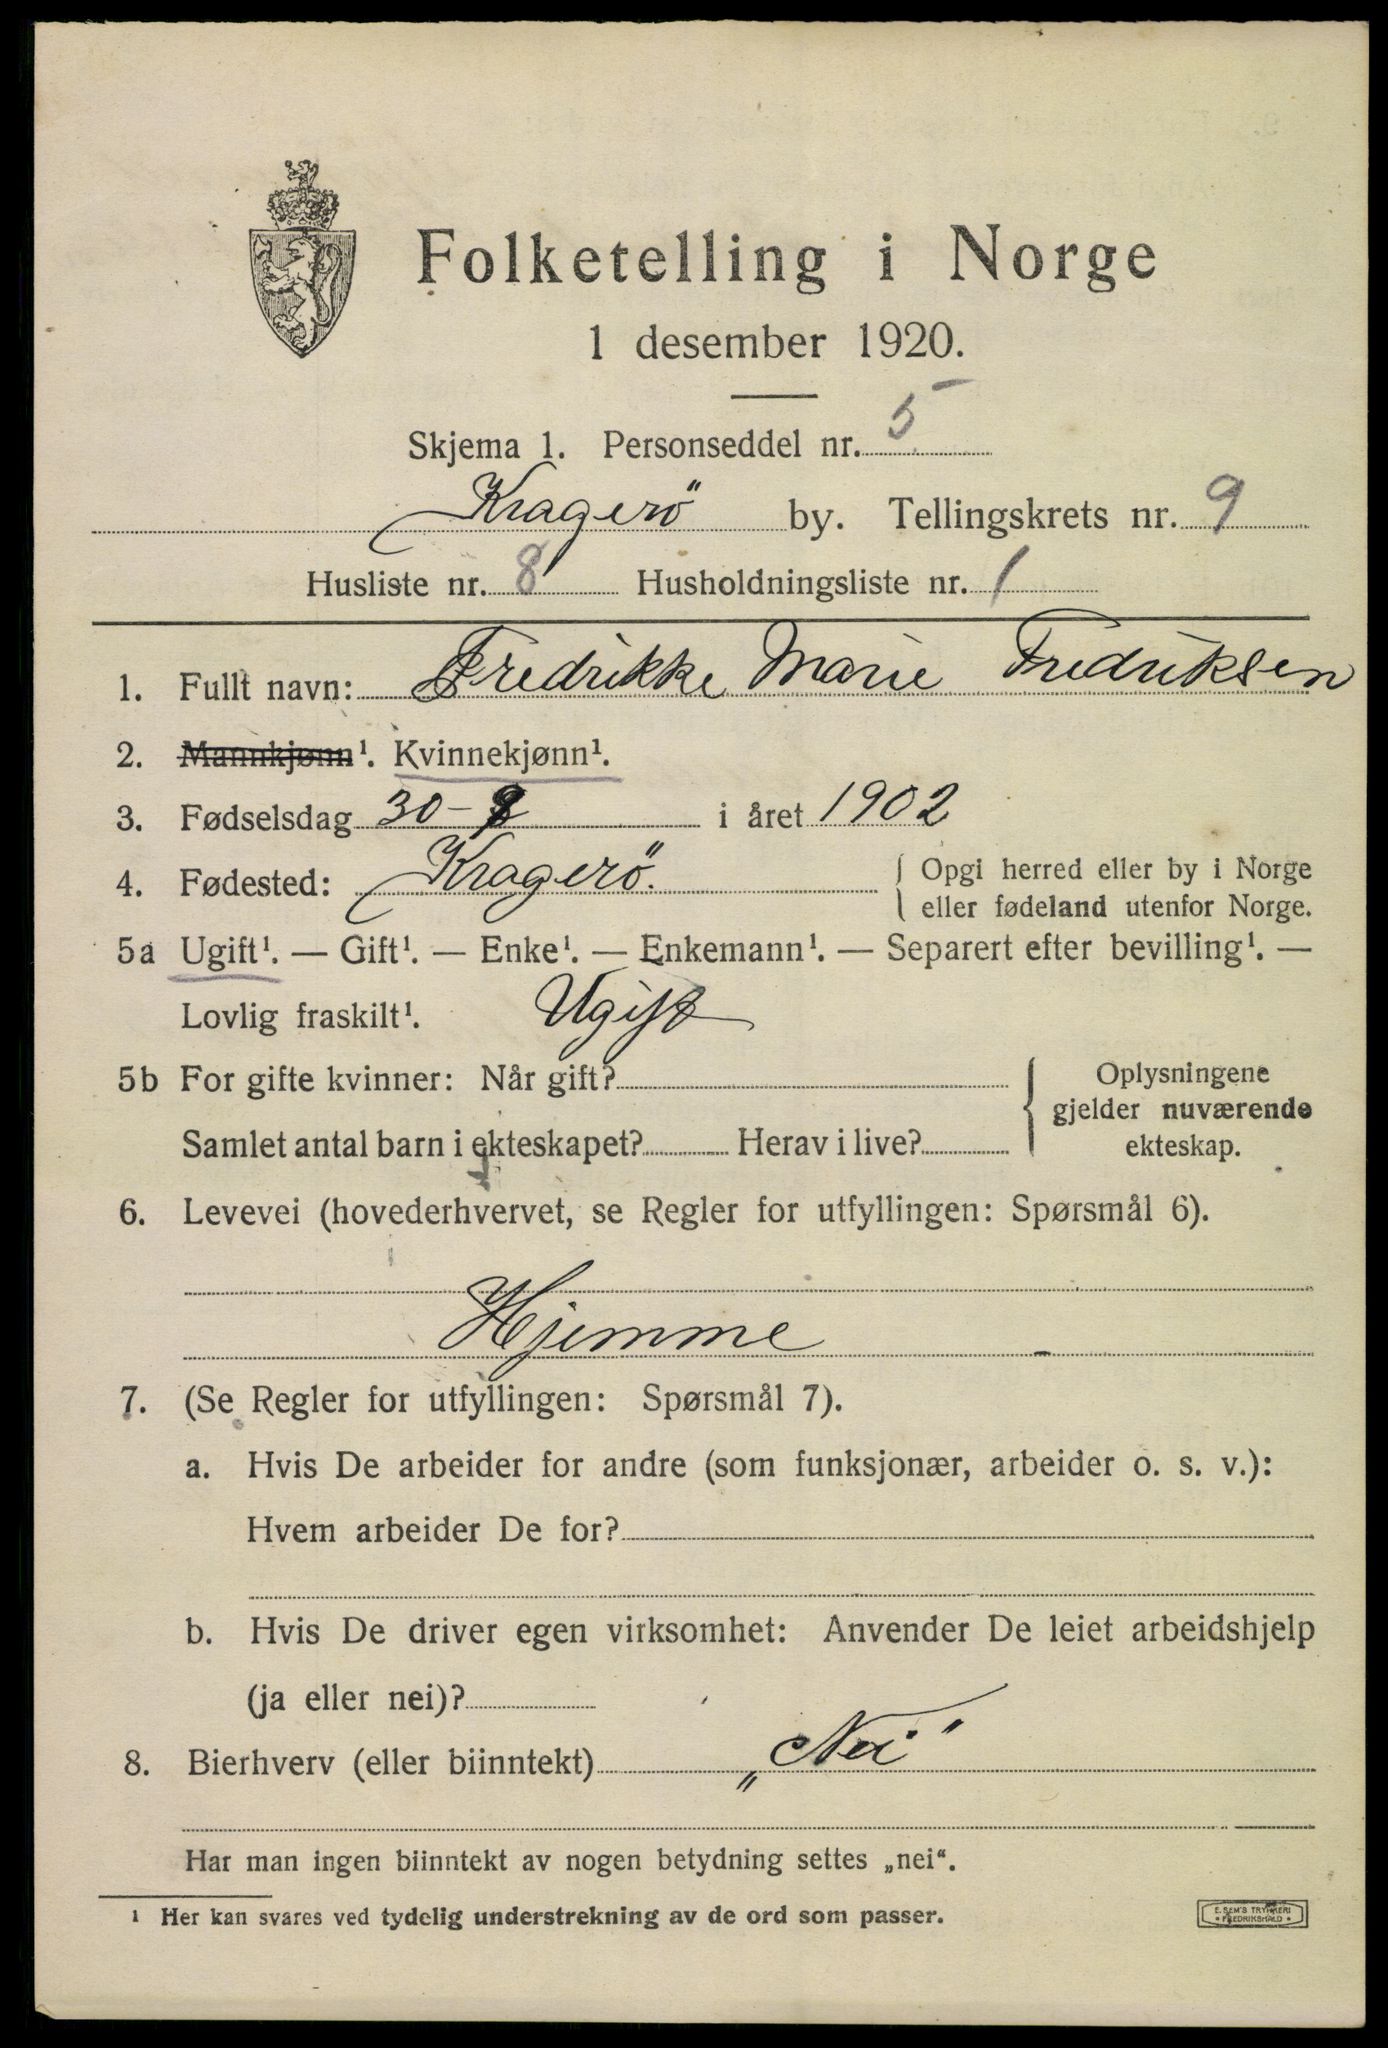 Folketelling i Norge
1 desember 1920.
Skjema 1. Personseddel nr. 5
Kragerö by. Tellingskrets nr. 9
Husliste nr. 8 Husholdningsliste nr. 1
1. Fullt navn: Fredrikke Marie Fredriksen
2. Mannkjønn¹. Kvinnekjønn¹.
3. Fødselsdag 30- i året 1902
4. Fødested: Kragerö. { Opgi herred eller by i Norge
eller fødeland utenfor Norge.
5a Ugift¹. — Gift¹. — Enke¹. — Enkemann¹. — Separert efter bevilling¹. —
Lovlig fraskilt¹. Ugift
5b For gifte kvinner: Når gift? { Oplysningene
gjelder nuværende
Samlet antal barn i ekteskapet? Herav i live? ekteskap.
6. Levevei (hovederhvervet, se Regler for utfyllingen: Spørsmål 6).
Hjemme
7. (Se Regler for utfyllingen: Spørsmål 7).
a. Hvis De arbeider for andre (som funksjonær, arbeider o. s. v.):
Hvem arbeider De for?
b. Hvis De driver egen virksomhet: Anvender De leiet arbeidshjelp
(ja eller nei)?
8. Bierhverv (eller biinntekt) „Nei"
Har man ingen biinntekt av nogen betydning settes „nei“.
¹ Her kan svares ved tydelig understrekning av de ord som passer.
E. SEM'S TRYKKERI
* FREDRIKSHALD *